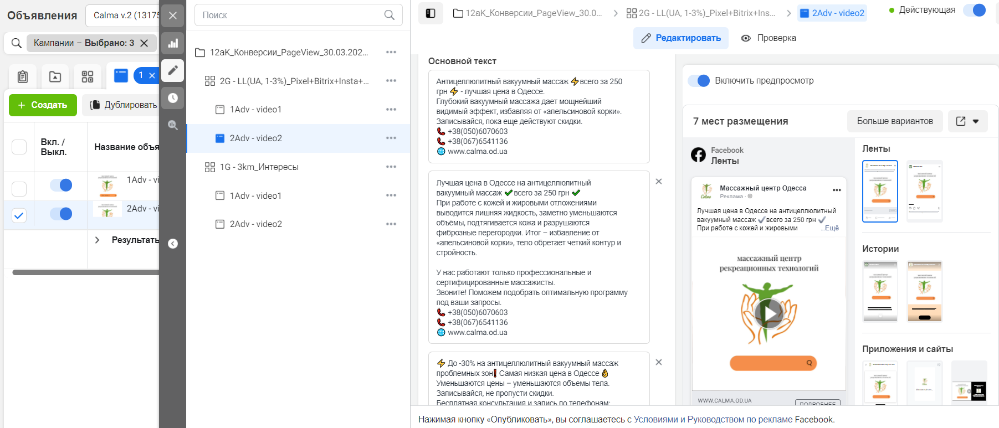 Объявления
Calma v.2 (13175
Кампании – Выбрано: 3
1
+ Создать
Дублировать
Вкл. /
Выкл.
Название объя
1Adv - vi
2Adv - vi
Результаты
Поиск
12aK_Конверсии_PageView_30.03.202...
2G - LL(UA, 1-3%)_Pixel+Bitrix+Insta+...
1Adv - video1
2Adv - video2
1G - 3km_Интересы
1Adv - video1
2Adv - video2
12aK_Конверсии_PageView_30.0...
2G - LL(UA, 1-3%)_Pixel+Bitrix+Ins...
2Adv - video2
Действующая
Редактировать
Проверка
Основной текст
Антицеллюлитный вакуумный массаж ⚡всего за 250
грн ⚡ - лучшая цена в Одессе.
Глубокий вакуумный массажа дает мощнейший
видимый эффект, избавляя от «апельсиновой корки».
Записывайся, пока еще действуют скидки.
📞 +38(050)6070603
📞 +38(067)6541136
🌐 www.calma.od.ua
Лучшая цена в Одессе на антицеллюлитный
вакуумный массаж ✔всего за 250 грн ✔
При работе с кожей и жировыми отложениями
выводится лишняя жидкость, заметно уменьшаются
объёмы, подтягивается кожа и разрушаются
фиброзные перегородки. Итог – избавление от
«апельсиновой корки», тело обретает четкий контур и
стройность.
У нас работают только профессиональные и
сертифицированные массажисты.
Звоните! Поможем подобрать оптимальную программу
под ваши запросы.
📞 +38(050)6070603
📞 +38(067)6541136
🌐 www.calma.od.ua
⚡ До -30% на антицеллюлитный вакуумный массаж
проблемных зон❗ Самая низкая цена в Одессе👌
Уменьшаются цены – уменьшаются объемы тела.
Записывайся, не пропусти скидки.
Бесплатная консультация и запись по телефонам:
Включить предпросмотр
7 мест размещения
Больше вариантов
Facebook
Ленты
Calma
Массажный центр Одесса
Реклама ·
Лучшая цена в Одессе на антицеллюлитный
вакуумный массаж ✔всего за 250 грн ✔
При работе с кожей и жировыми ...Ещё
массажный центр
рекреационных технологий
WWW.CALMA.OD.UA
ПОДРОБНЕЕ
Ленты
Истории
Приложения и сайты
Нажимая кнопку «Опубликовать», вы соглашаетесь с Условиями и Руководством по рекламе Facebook.